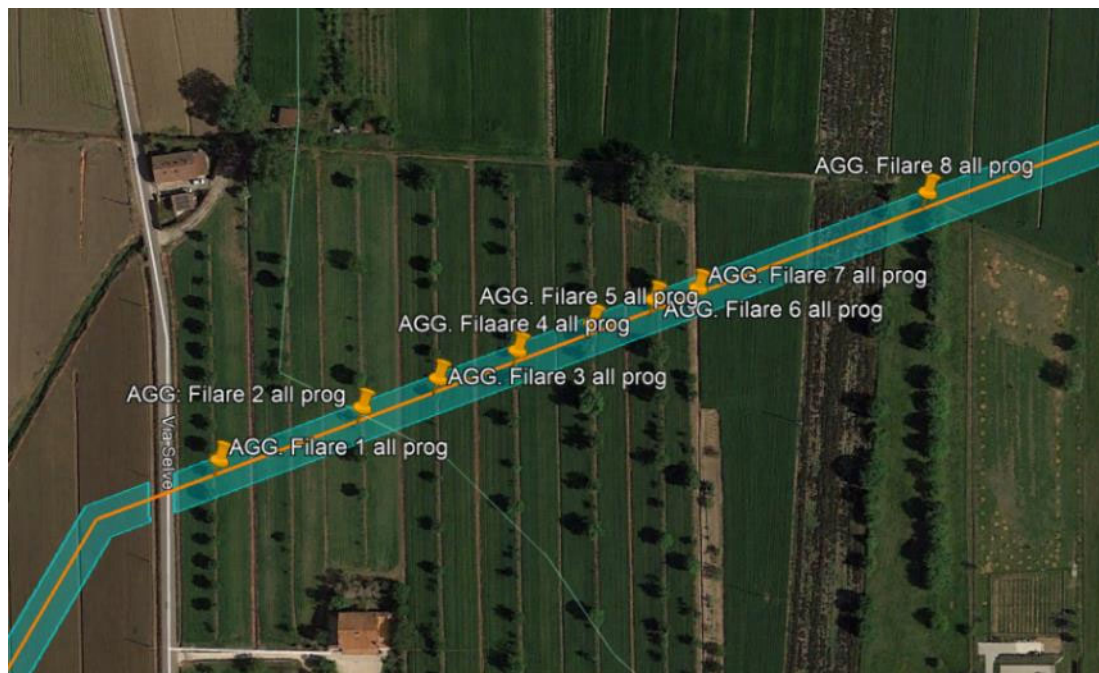 AGG. Filare 8 all prog
AGG. Filare 7 all prog
AGG. Filare 5 all prog
AGG. Filare 6 all prog
AGG. Filaare 4 all prog
AGG. Filare 3 all prog
AGG: Filare 2 all prog
AGG. Filare 1 all prog
Via Selve